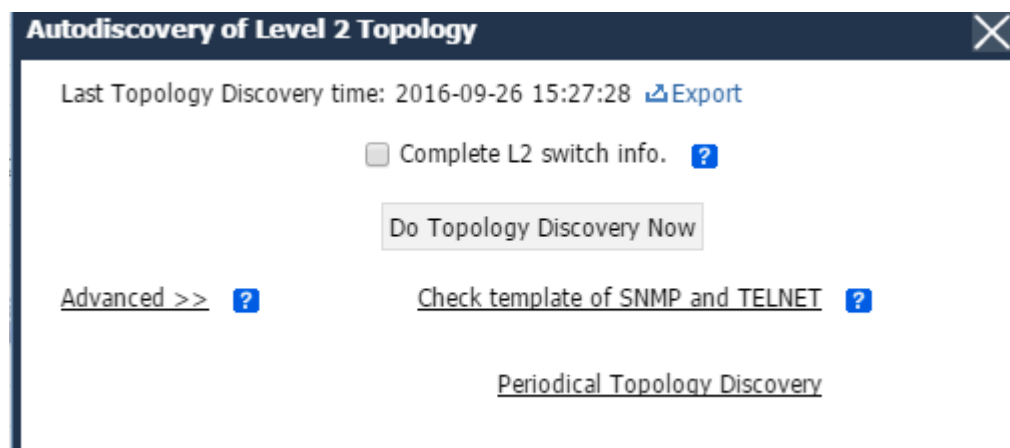 Autodiscovery of Level 2 Topology
Last Topology Discovery time: 2016-09-26 15:27:28 Export
Complete L2 switch info. ?
Do Topology Discovery Now
Advanced >> ? Check template of SNMP and TELNET ?
Periodical Topology Discovery